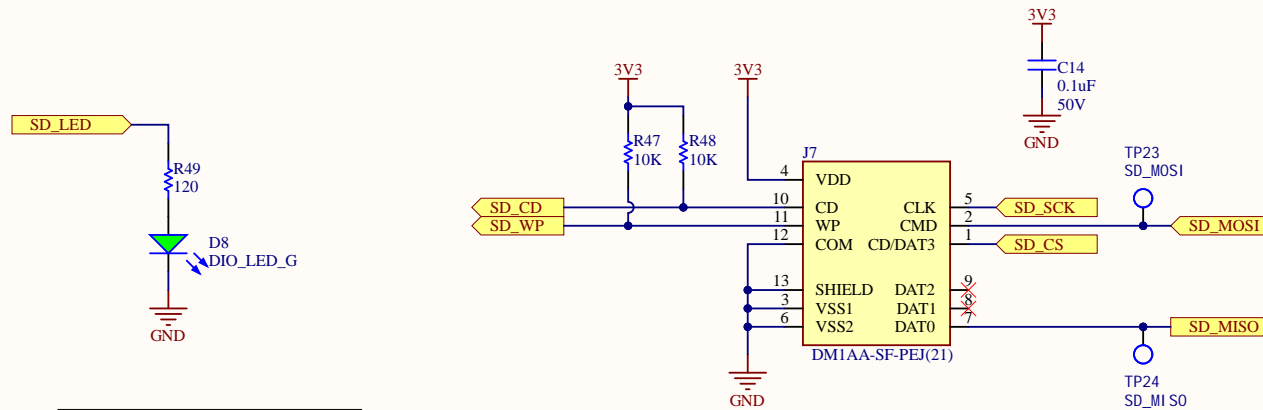 SD_LED
R49
120
D8
DIO_LED_G
GND
3V3
3V3
R47
10K
R48
10K
SD_CD
SD_WP
J7
4
VDD
10
CD
11
WP
12
COM
13
SHIELD
3
VSS1
6
VSS2
CLK
5
CMD
2
CD/DAT3
1
DAT2
9
DAT1
8
DAT0
7
DM1AA-SF-PEJ(21)
GND
3V3
C14
0.1uF
50V
GND
TP23
SD_MOSI
SD_SCK
SD_MOSI
SD_CS
SD_MISO
TP24
SD_MISO